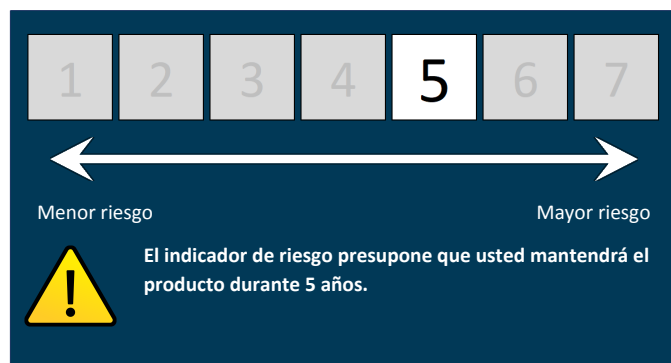 1 2 3 4 5 6 7
Menor riesgo Mayor riesgo
El indicador de riesgo presupone que usted mantendrá el
producto durante 5 años.